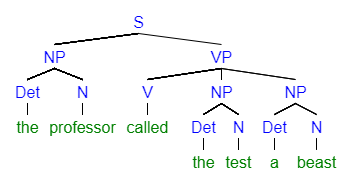 S
NP VP
Det N V NP NP
the professor called Det N Det N
the test a beast